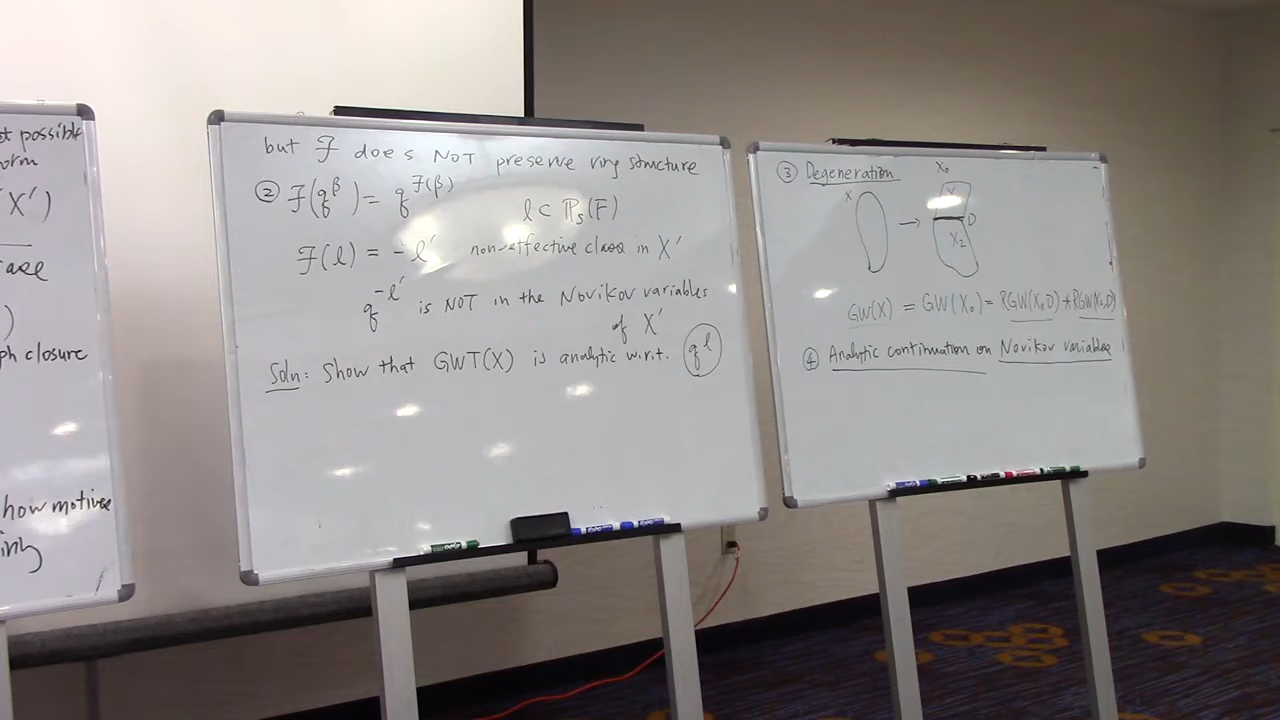 t possible
orm
X')
ase
)
ph closure
how motives
ing
but ℱ does NOT preserve ring structure
② ℱ(q^β) = q^ℱ(β)
l ⊂ ℙ_S(F)
ℱ(l) = -l' non-effective class in X'
q^{-l'} is NOT in the Novikov variables
of X'
Soln: Show that GWT(X) is analytic w.r.t. q^l
③ Degeneration
X → X₀
D
X₂
GW(X) = GW(X₀) = RGW(X₁,D) * RGW(X₂,D)
④ Analytic continuation on Novikov variables